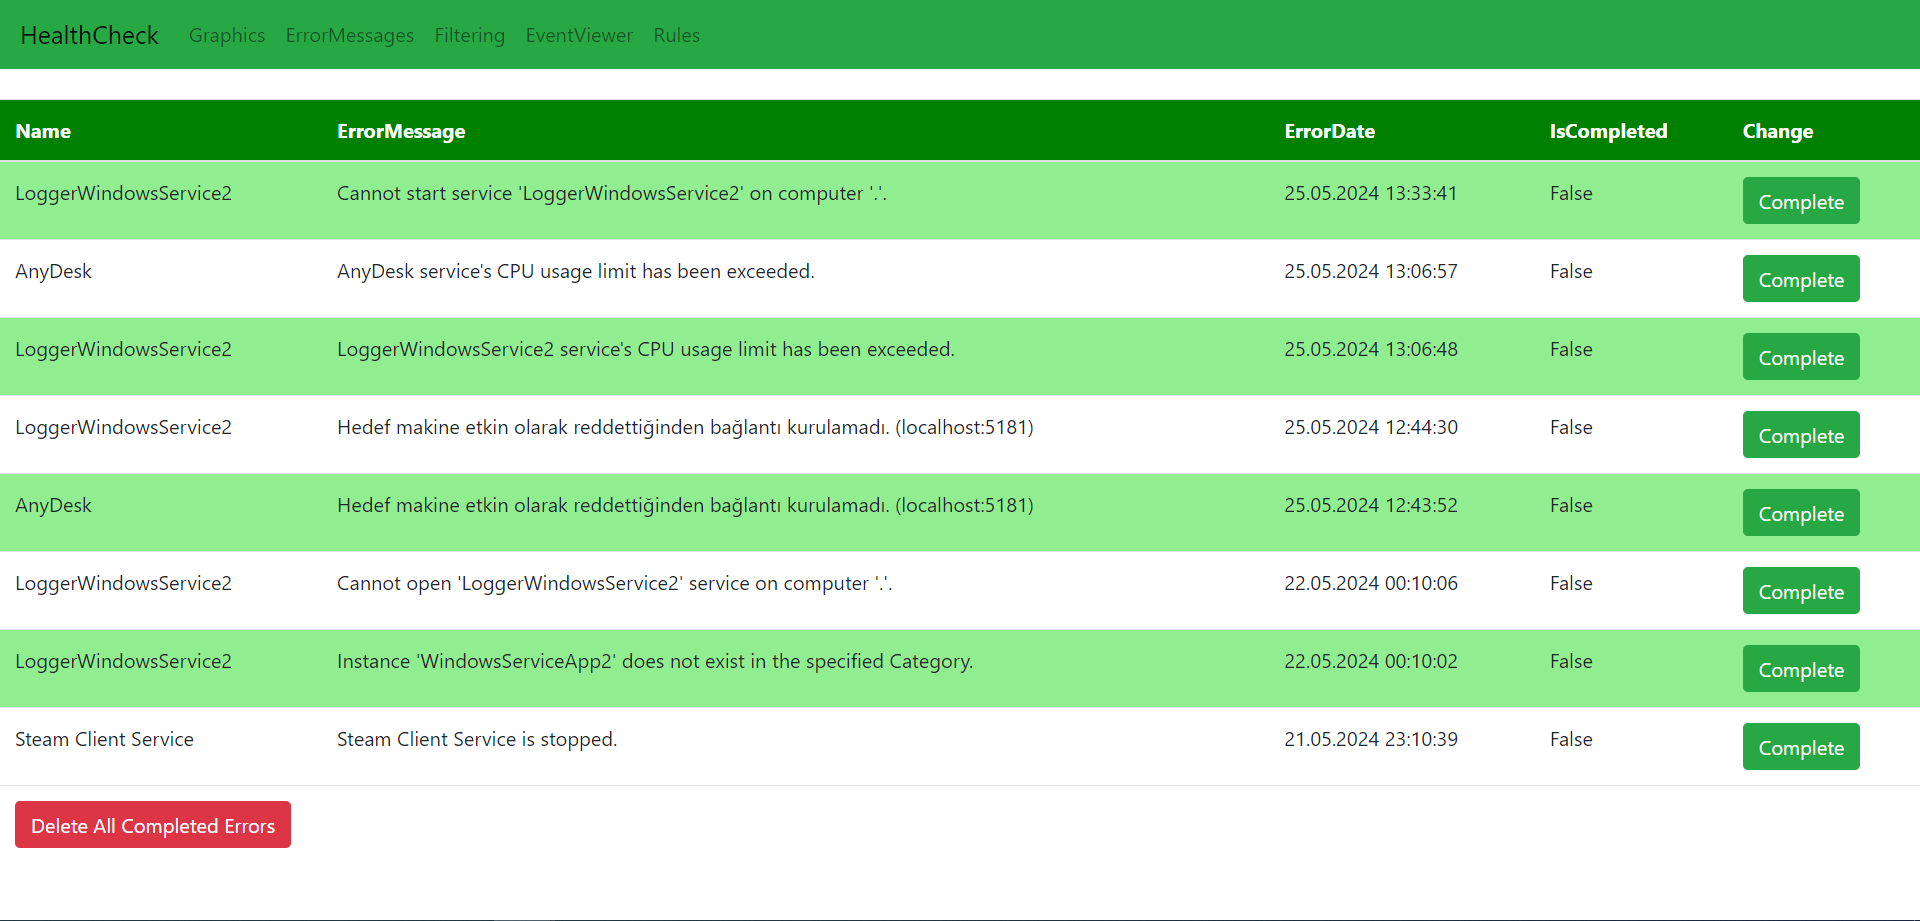 HealthCheck Graphics ErrorMessages Filtering EventViewer Rules
Name ErrorMessage ErrorDate IsCompleted Change
LoggerWindowsService2 Cannot start service 'LoggerWindowsService2' on computer '.'. 25.05.2024 13:33:41 False Complete
AnyDesk AnyDesk service's CPU usage limit has been exceeded. 25.05.2024 13:06:57 False Complete
LoggerWindowsService2 LoggerWindowsService2 service's CPU usage limit has been exceeded. 25.05.2024 13:06:48 False Complete
LoggerWindowsService2 Hedef makine etkin olarak reddettiğinden bağlantı kurulamadı. (localhost:5181) 25.05.2024 12:44:30 False Complete
AnyDesk Hedef makine etkin olarak reddettiğinden bağlantı kurulamadı. (localhost:5181) 25.05.2024 12:43:52 False Complete
LoggerWindowsService2 Cannot open 'LoggerWindowsService2' service on computer '.'. 22.05.2024 00:10:06 False Complete
LoggerWindowsService2 Instance 'WindowsServiceApp2' does not exist in the specified Category. 22.05.2024 00:10:02 False Complete
Steam Client Service Steam Client Service is stopped. 21.05.2024 23:10:39 False Complete
Delete All Completed Errors